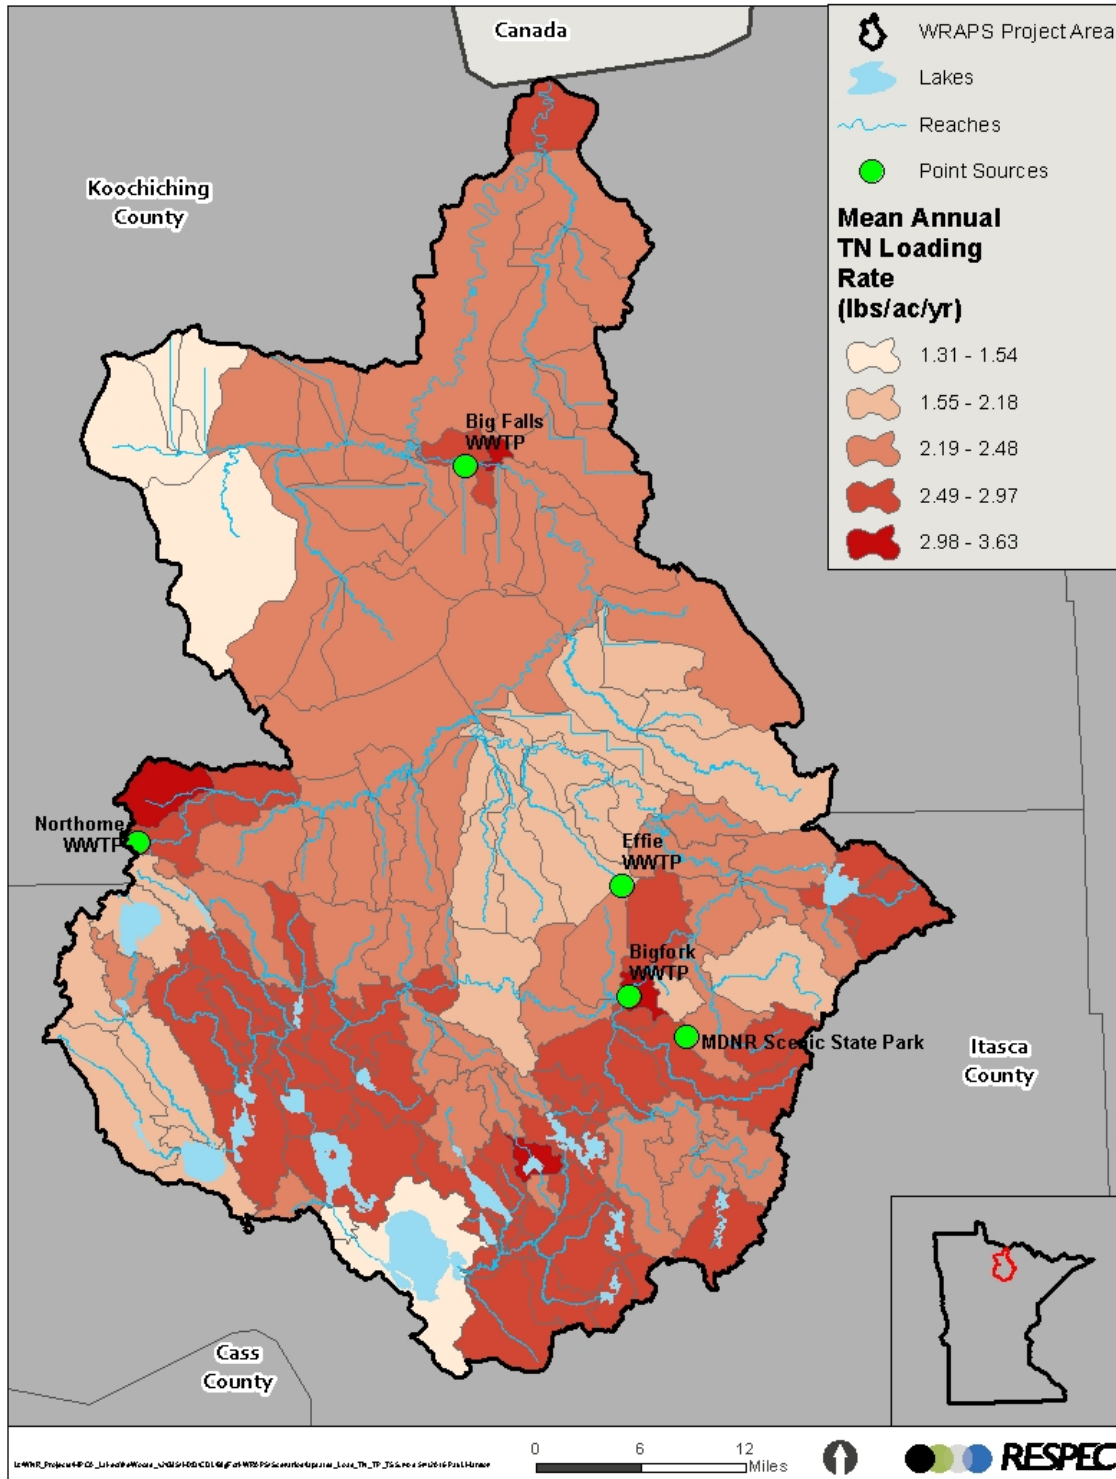 Canada
WRAPS Project Area
Lakes
Reaches
Point Sources
Mean Annual
TN Loading
Rate
(lbs/ac/yr)
1.31 - 1.54
1.55 - 2.18
2.19 - 2.48
2.49 - 2.97
2.98 - 3.63
Koochiching
County
Big Falls
WWTP
Northome
WWTP
Effie
WWTP
Bigfork
WWTP
MDNR Scenic State Park
Itasca
County
Cass
County
0 6 12
Miles
RESPEC